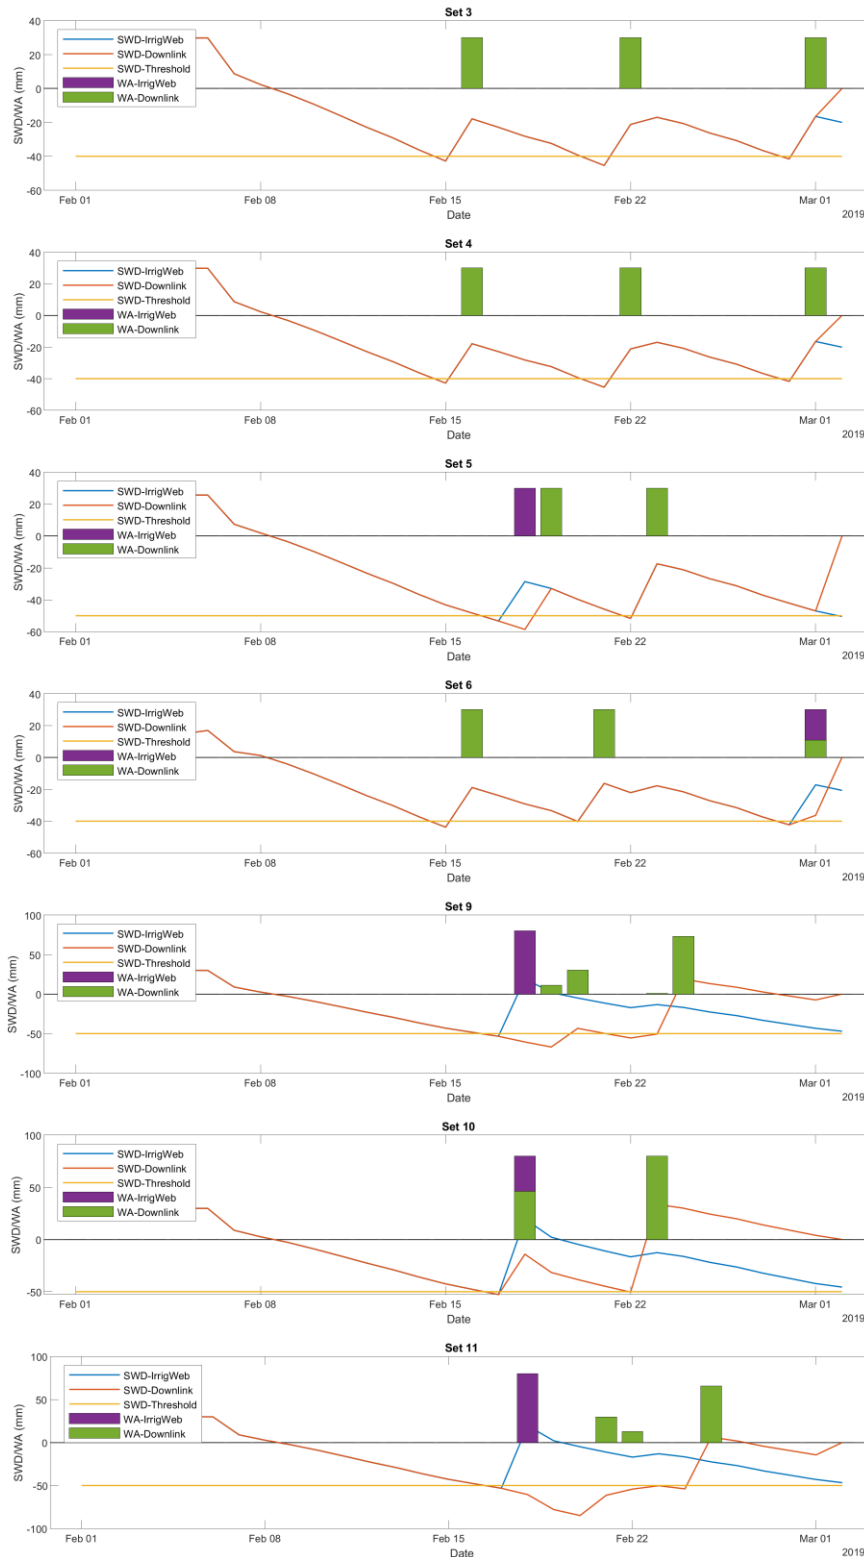 Set 3
SWD/WA (mm)
40
20
0
-20
-40
-60
SWD-IrrigWeb
SWD-Downlink
SWD-Threshold
WA-IrrigWeb
WA-Downlink
Feb 01
Feb 08
Feb 15
Feb 22
Mar 01
Date
2019
Set 4
SWD/WA (mm)
40
20
0
-20
-40
-60
SWD-IrrigWeb
SWD-Downlink
SWD-Threshold
WA-IrrigWeb
WA-Downlink
Feb 01
Feb 08
Feb 15
Feb 22
Mar 01
Date
2019
Set 5
SWD/WA (mm)
40
20
0
-20
-40
-60
SWD-IrrigWeb
SWD-Downlink
SWD-Threshold
WA-IrrigWeb
WA-Downlink
Feb 01
Feb 08
Feb 15
Feb 22
Mar 01
Date
2019
Set 6
SWD/WA (mm)
40
20
0
-20
-40
-60
SWD-IrrigWeb
SWD-Downlink
SWD-Threshold
WA-IrrigWeb
WA-Downlink
Feb 01
Feb 08
Feb 15
Feb 22
Mar 01
Date
2019
Set 9
SWD/WA (mm)
100
50
0
-50
-100
SWD-IrrigWeb
SWD-Downlink
SWD-Threshold
WA-IrrigWeb
WA-Downlink
Feb 01
Feb 08
Feb 15
Feb 22
Mar 01
Date
2019
Set 10
SWD/WA (mm)
100
50
0
-50
SWD-IrrigWeb
SWD-Downlink
SWD-Threshold
WA-IrrigWeb
WA-Downlink
Feb 01
Feb 08
Feb 15
Feb 22
Mar 01
Date
2019
Set 11
SWD/WA (mm)
100
50
0
-50
-100
SWD-IrrigWeb
SWD-Downlink
SWD-Threshold
WA-IrrigWeb
WA-Downlink
Feb 01
Feb 08
Feb 15
Feb 22
Mar 01
Date
2019